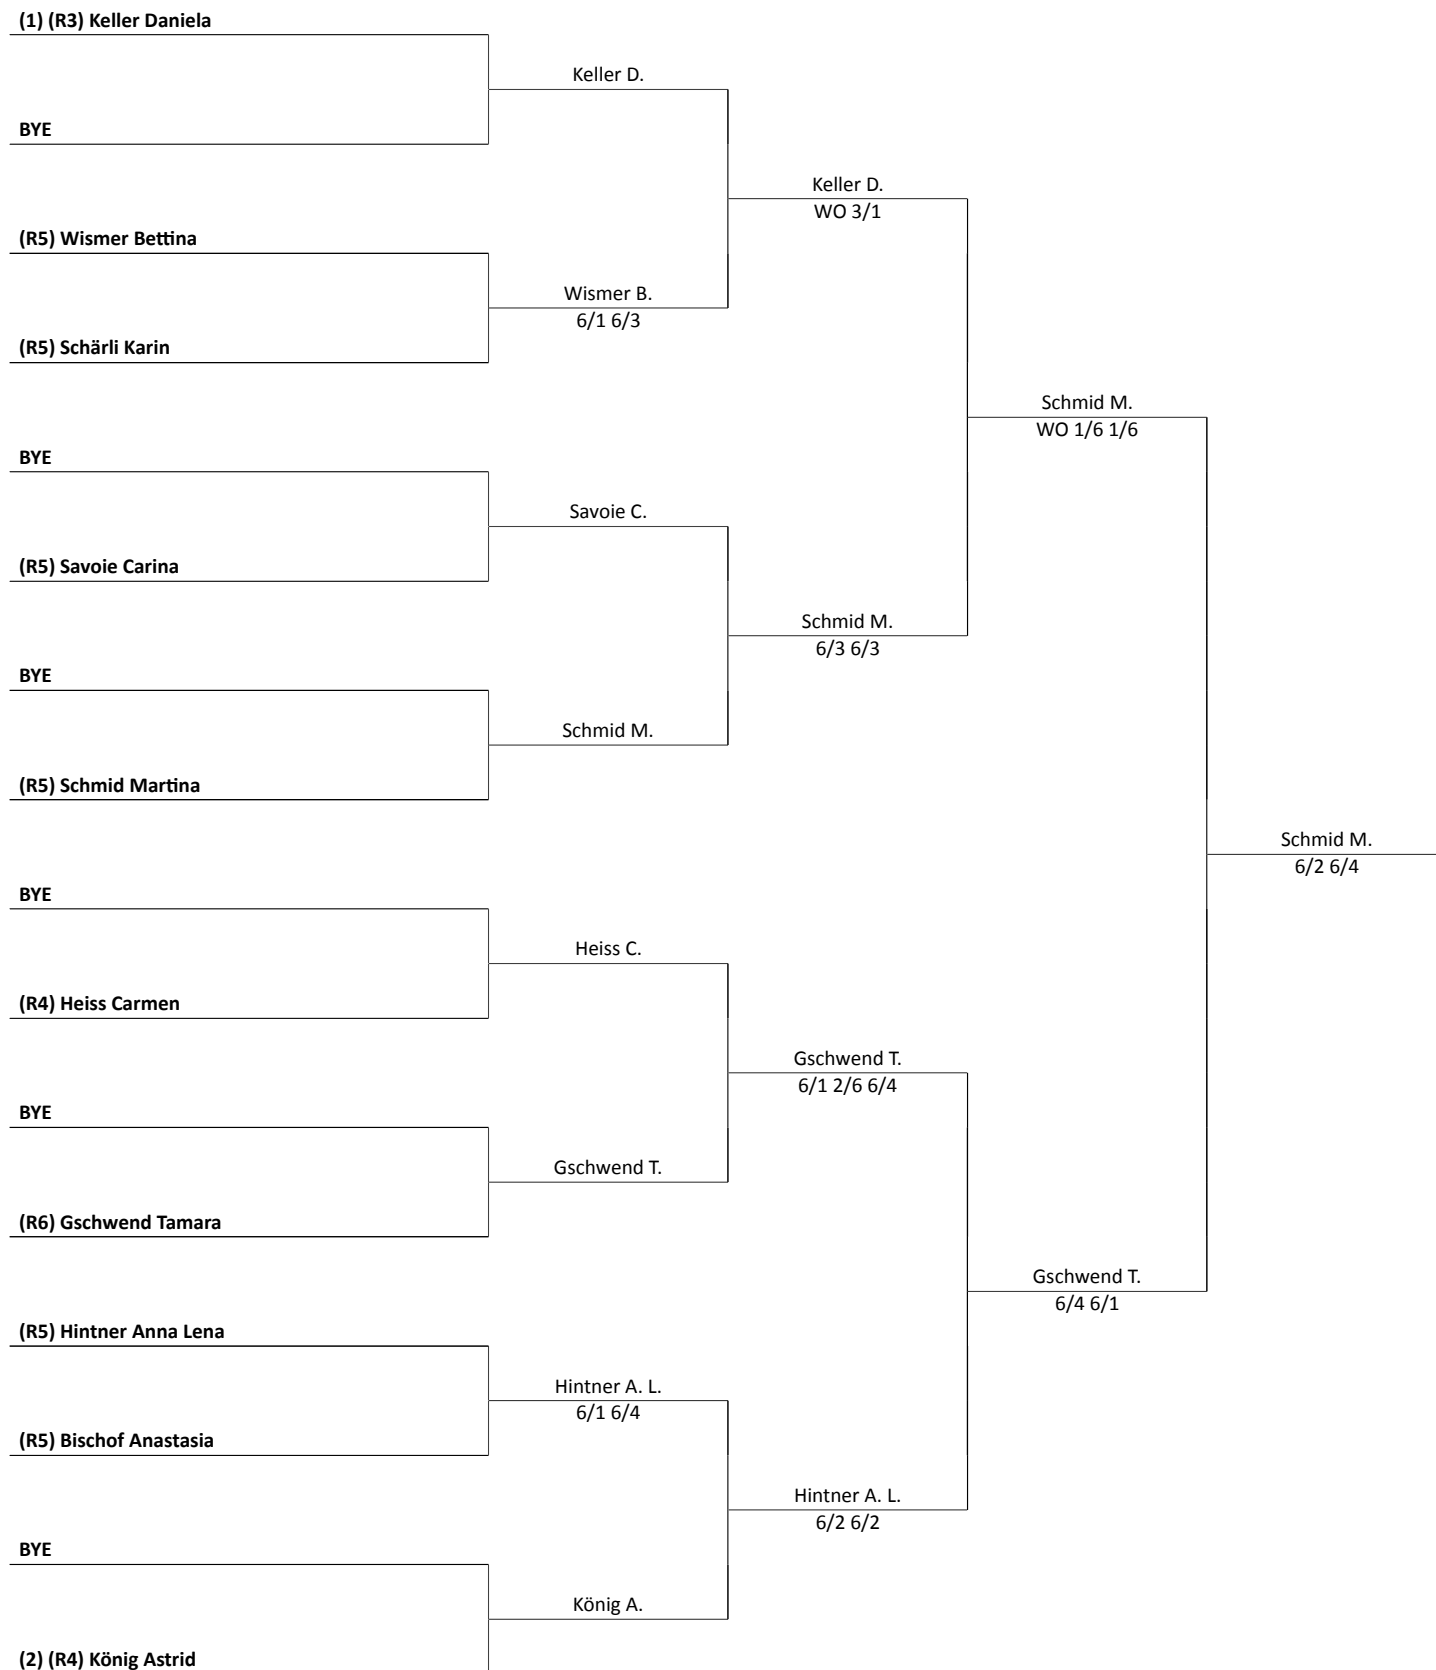 (1) (R3) Keller Daniela
Keller D.
BYE
Keller D.
WO 3/1
(R5) Wismer Bettina
Wismer B.
6/1 6/3
(R5) Schärli Karin
Schmid M.
WO 1/6 1/6
BYE
Savoie C.
(R5) Savoie Carina
Schmid M.
6/3 6/3
BYE
Schmid M.
(R5) Schmid Martina
Schmid M.
6/2 6/4
BYE
Heiss C.
(R4) Heiss Carmen
Gschwend T.
6/1 2/6 6/4
BYE
Gschwend T.
(R6) Gschwend Tamara
Gschwend T.
6/4 6/1
(R5) Hintner Anna Lena
Hintner A. L.
6/1 6/4
(R5) Bischof Anastasia
Hintner A. L.
6/2 6/2
BYE
König A.
(2) (R4) König Astrid